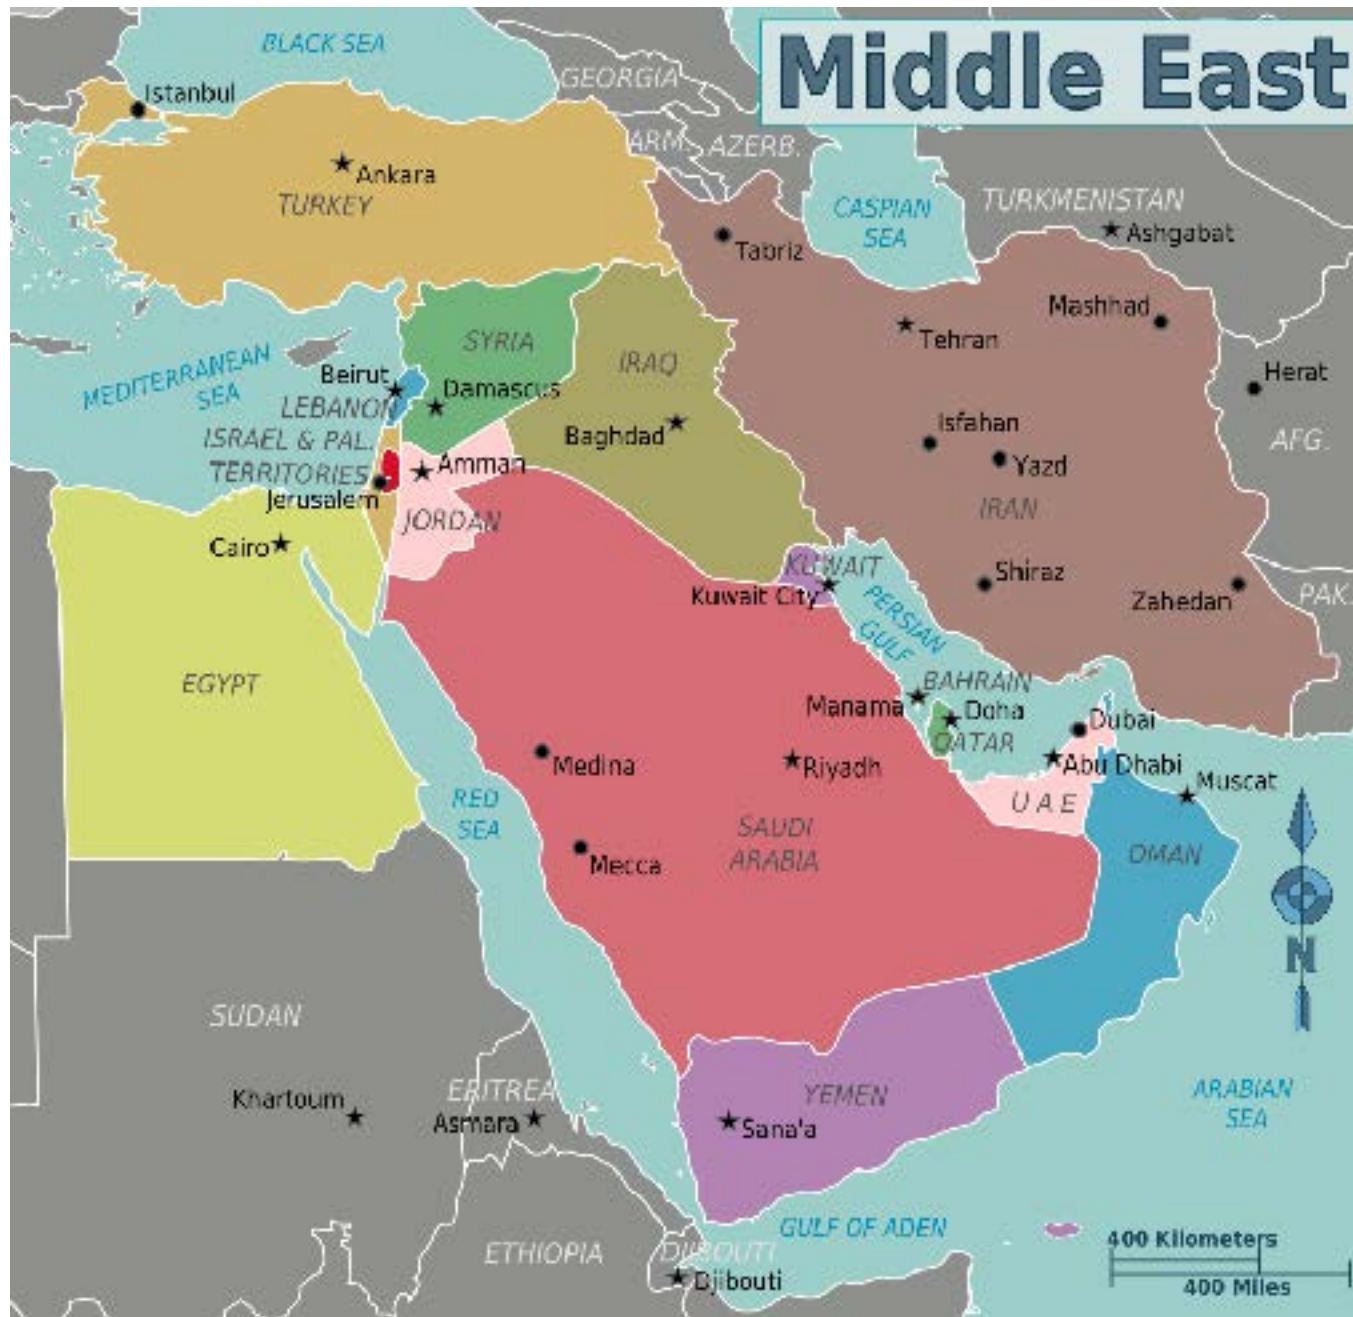 Middle East
BLACK SEA
GEORGIA
Istanbul
ARM.
AZERB.
Ankara
TURKEY
CASPIAN
SEA
TURKMENISTAN
Ashgabat
Tabriz
Mashhad
Tehran
SYRIA
IRAQ
MEDITERRANEAN
SEA
Beirut
Damascus
LEBANON
Herat
Isfahan
Baghdad
AFG.
ISRAEL & PAL.
TERRITORIES
Amman
Yazd
Jerusalem
JORDAN
IRAN
Cairo
KUWAIT
Shiraz
Kuwait City
Zahedan
PAK.
PERSIAN
GULF
EGYPT
BAHRAIN
Manama
Doha
Dubai
QATAR
Medina
Riyadh
Abu Dhabi
Muscat
RED
SEA
U A E
SAUDI
ARABIA
OMAN
Mecca
N
SUDAN
ERITREA
YEMEN
ARABIAN
SEA
Khartoum
Asmara
Sana'a
GULF OF ADEN
ETHIOPIA
DJIBOUTI
Djibouti
400 Kilometers
400 Miles